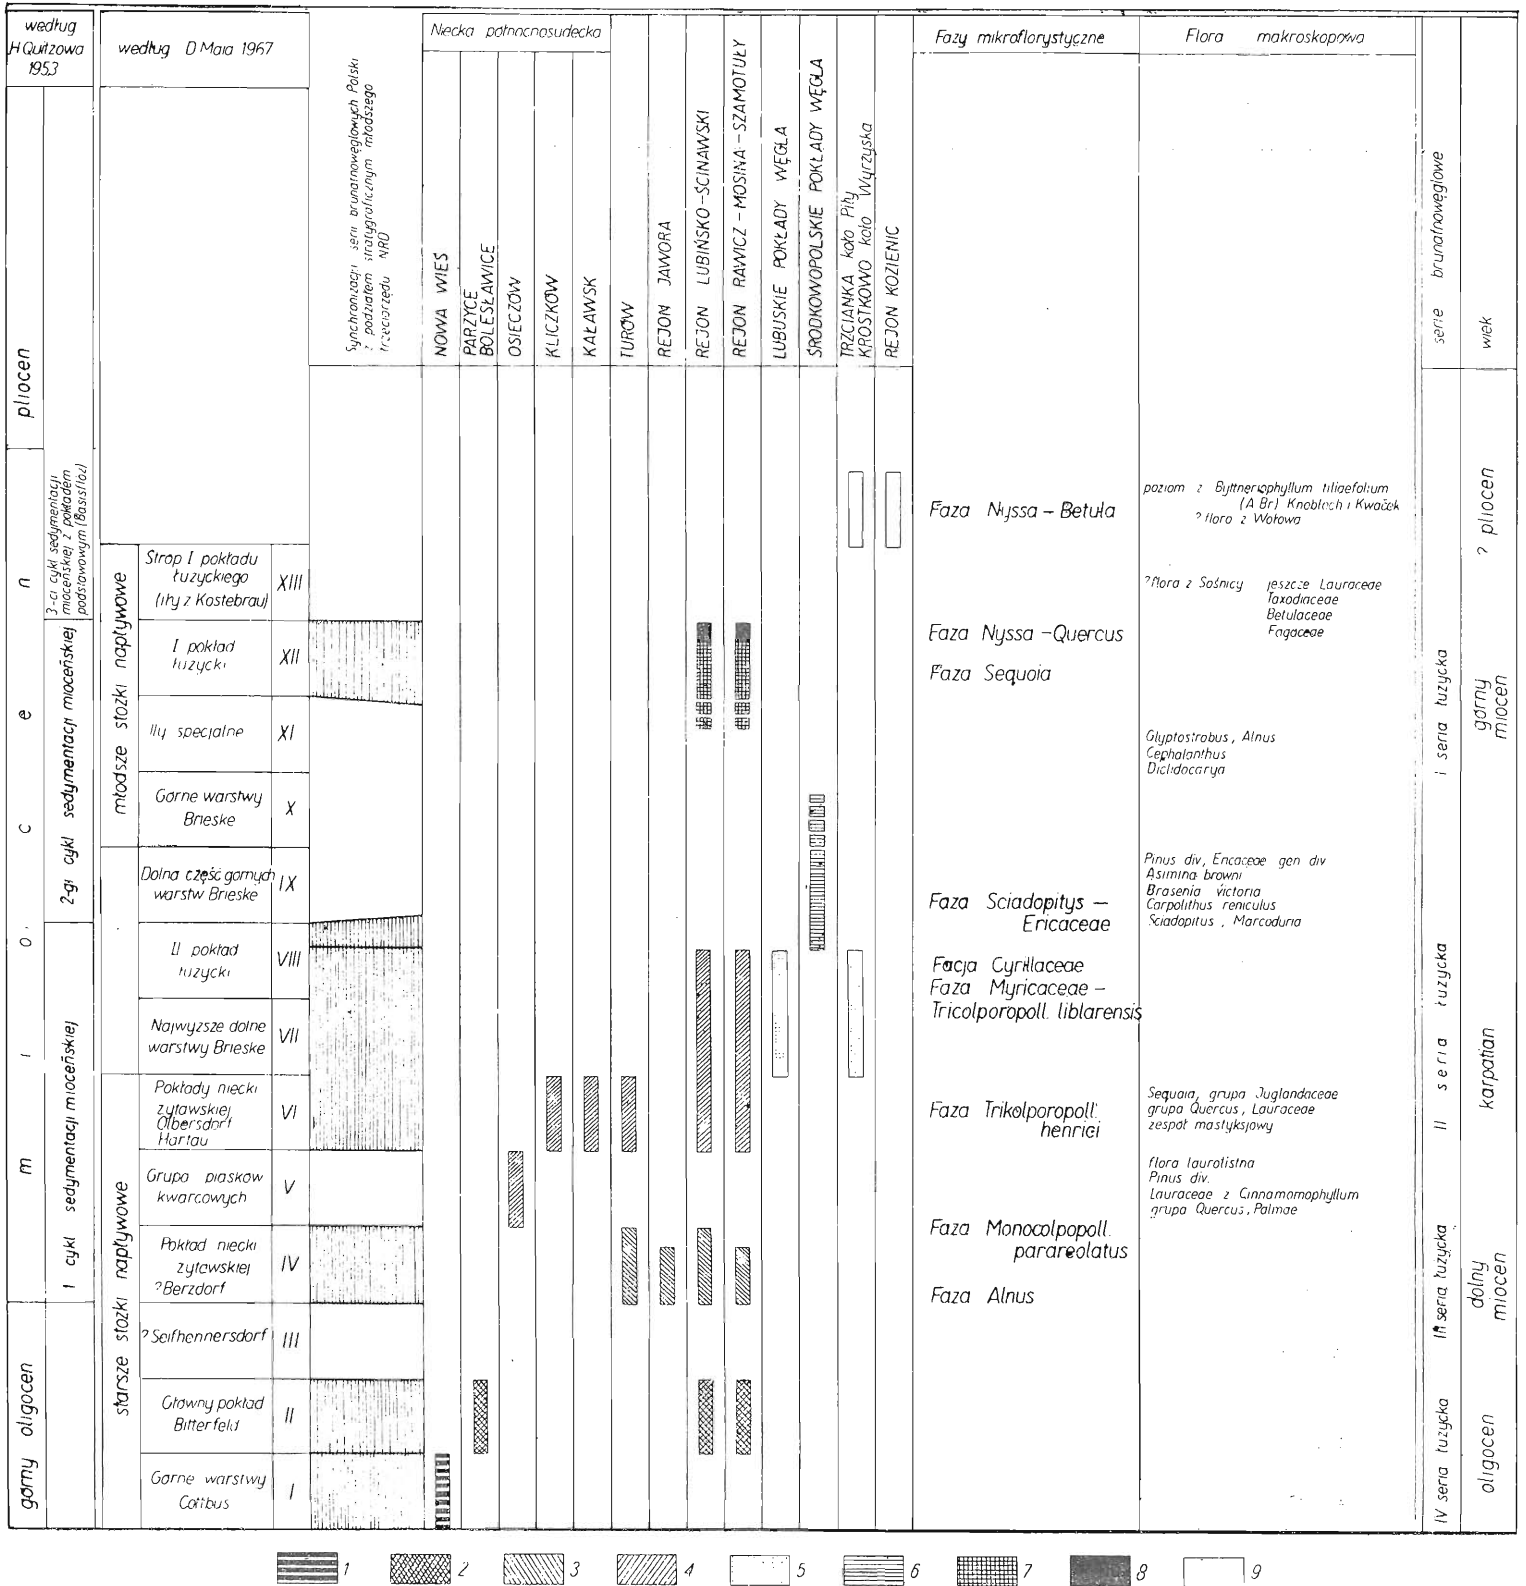 według
H Quitzowa
1953
według D Maia 1967
Synchronizacja serii brunatnowęglowych Polski
z podziałem stratygraficznym młodszego
trzeciorzędu NRD
Niecka północnosudecka
NOWA WIEŚ
PARZYCE
BOLESŁAWICE
OSIECZÓW
KLICZKÓW
KAŁAWSK
TURÓW
REJON JAWORA
REJON LUBIŃSKO-ŚCINAWSKI
REJON RAWICZ-MOSINA-SZAMOTUŁY
LUBUSKIE POKŁADY WĘGLA
ŚRODKOWOPOLSKIE POKŁADY WĘGLA
TRZCIANKA koło Piły
KROSTKOWO koło Wyrzyska
REJON KOZIENIC
Fazy mikroflorystyczne
Flora makroskopowa
serie brunatnowęglowe
wiek
pliocen
miocen
górny oligocen
3-ci cykl sedymentacji
mioceńskiej z pokładem
podstawowym (Basisflöz)
2-gi cykl sedymentacji mioceńskiej
1 cykl sedymentacji mioceńskiej
młodsze stożki napływowe
starsze stożki napływowe
Strop I pokładu
łużyckiego
(iły z Kostebrau)
XIII
I pokład
łużycki
XII
Iły specjalne
XI
Górne warstwy
Brieske
X
Dolna część górnych
warstw Brieske
IX
II pokład
łużycki
VIII
Najwyższe dolne
warstwy Brieske
VII
Pokłady niecki
żytawskiej
Olbersdorf
Hartau
VI
Grupa piasków
kwarcowych
V
Pokład niecki
żytawskiej
?Berzdorf
IV
?Seifhennersdorf
III
Główny pokład
Bitterfeld
II
Górne warstwy
Cottbus
I
Faza Nyssa-Betula
Faza Nyssa-Quercus
Faza Sequoia
Faza Sciadopitys-
Ericaceae
Facja Cyrillaceae
Faza Myricaceae-
Tricolporopoll. liblarensis
Faza Trikolporopoll.
henrici
Faza Monocolpopoll.
parareolatus
Faza Alnus
poziom z Byttneriophyllum tiliaefolium
(A Br) Knobloch i Kwaček
?flora z Wołowa
?flora z Sośnicy jeszcze Lauraceae
Taxodiaceae
Betulaceae
Fagaceae
Glyptostrobus, Alnus
Cephalanthus
Diclidocarya
Pinus div, Ericaceae gen div
Asimina browni
Brasenia victoria
Carpolithus reniculus
Sciadopitus, Marcoduria
Sequoia, grupa Juglandaceae
grupa Quercus, Lauraceae
zespół mastyksjowy
flora laurolistna
Pinus div.
Lauraceae z Cinnamomophyllum
grupa Quercus, Palmae
I seria łużycka
II seria łużycka
III seria łużycka
IV seria łużycka
? pliocen
górny
miocen
karpatian
dolny
miocen
oligocen
1 2 3 4 5 6 7 8 9